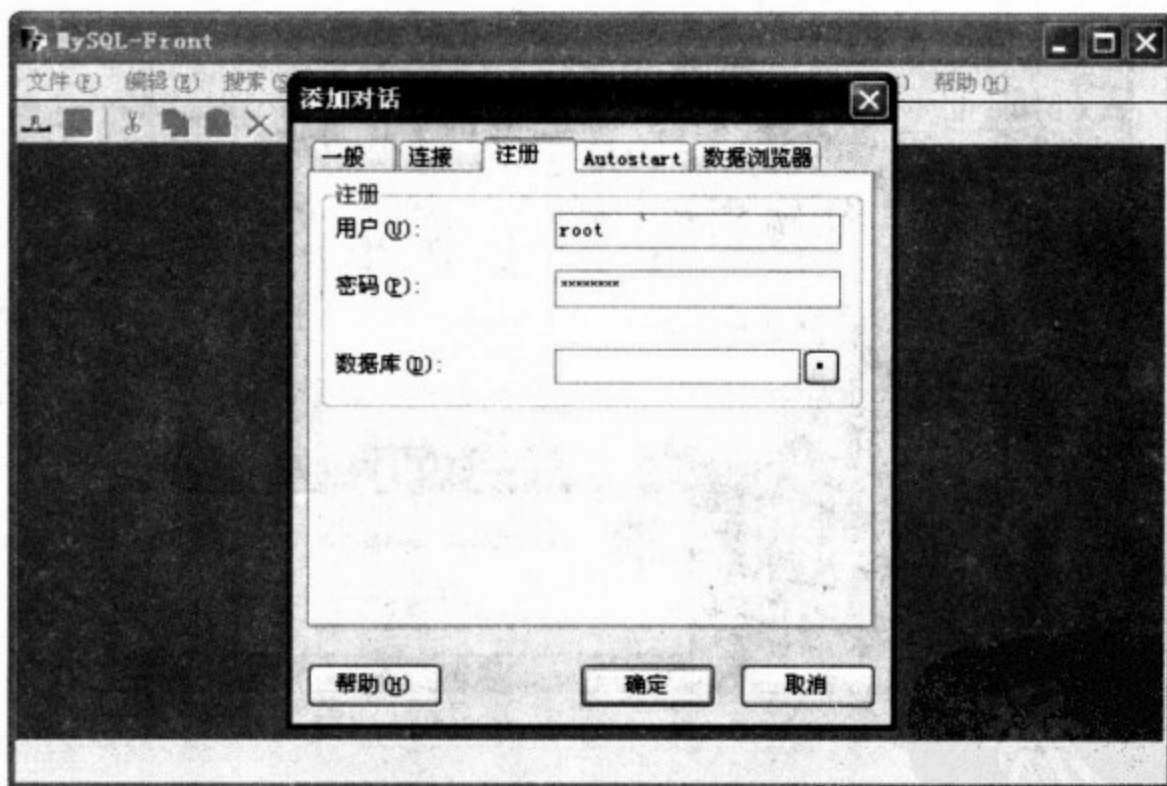 MySQL-Front
文件(F) 编辑(E) 搜索(S 帮助(H)
添加对话
一般 连接 注册 Autostart 数据浏览器
注册
用户(U): root
密码(P): ********
数据库(D):
帮助(H) 确定 取消